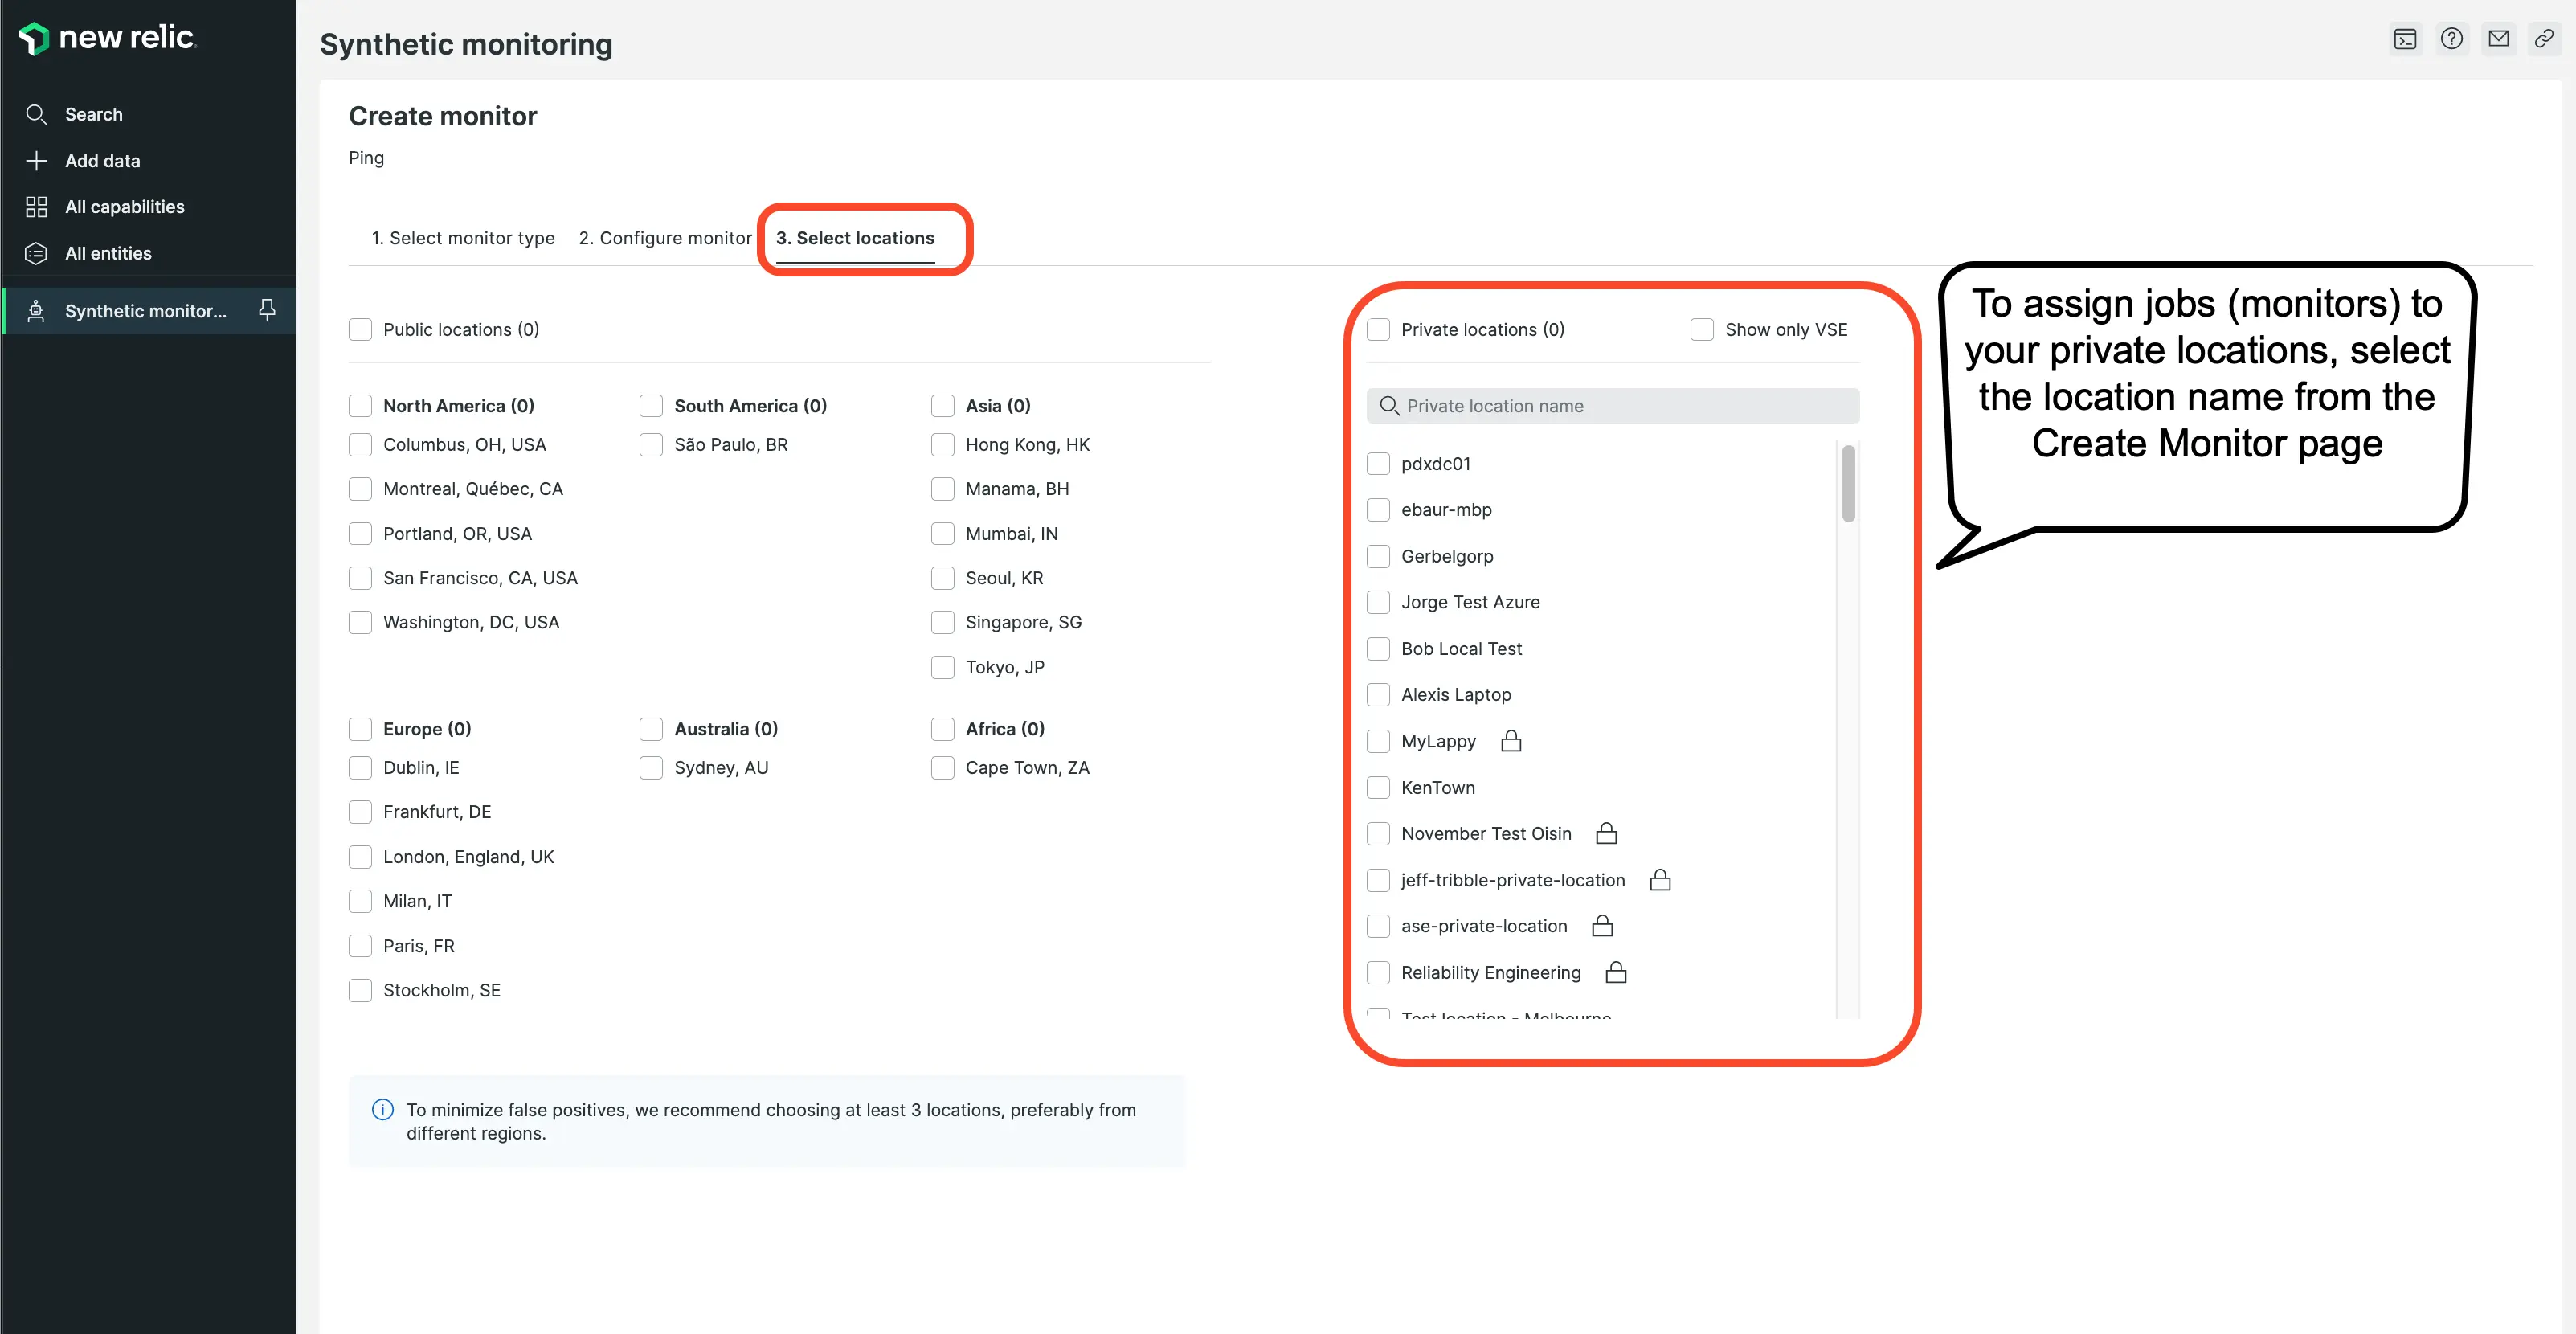 new relic.
Search
Add data
All capabilities
All entities
Synthetic monitor...
Synthetic monitoring
Create monitor
Ping
1. Select monitor type
2. Configure monitor
3. Select locations
Public locations (0)
North America (0)
Columbus, OH, USA
Montreal, Québec, CA
Portland, OR, USA
San Francisco, CA, USA
Washington, DC, USA
South America (0)
São Paulo, BR
Asia (0)
Hong Kong, HK
Manama, BH
Mumbai, IN
Seoul, KR
Singapore, SG
Tokyo, JP
Europe (0)
Dublin, IE
Frankfurt, DE
London, England, UK
Milan, IT
Paris, FR
Stockholm, SE
Australia (0)
Sydney, AU
Africa (0)
Cape Town, ZA
To minimize false positives, we recommend choosing at least 3 locations, preferably from
different regions.
Private locations (0)
Show only VSE
Private location name
pdxdc01
ebaur-mbp
Gerbelgorp
Jorge Test Azure
Bob Local Test
Alexis Laptop
MyLappy
KenTown
November Test Oisin
jeff-tribble-private-location
ase-private-location
Reliability Engineering
Test location - Melbourne
To assign jobs (monitors) to
your private locations, select
the location name from the
Create Monitor page